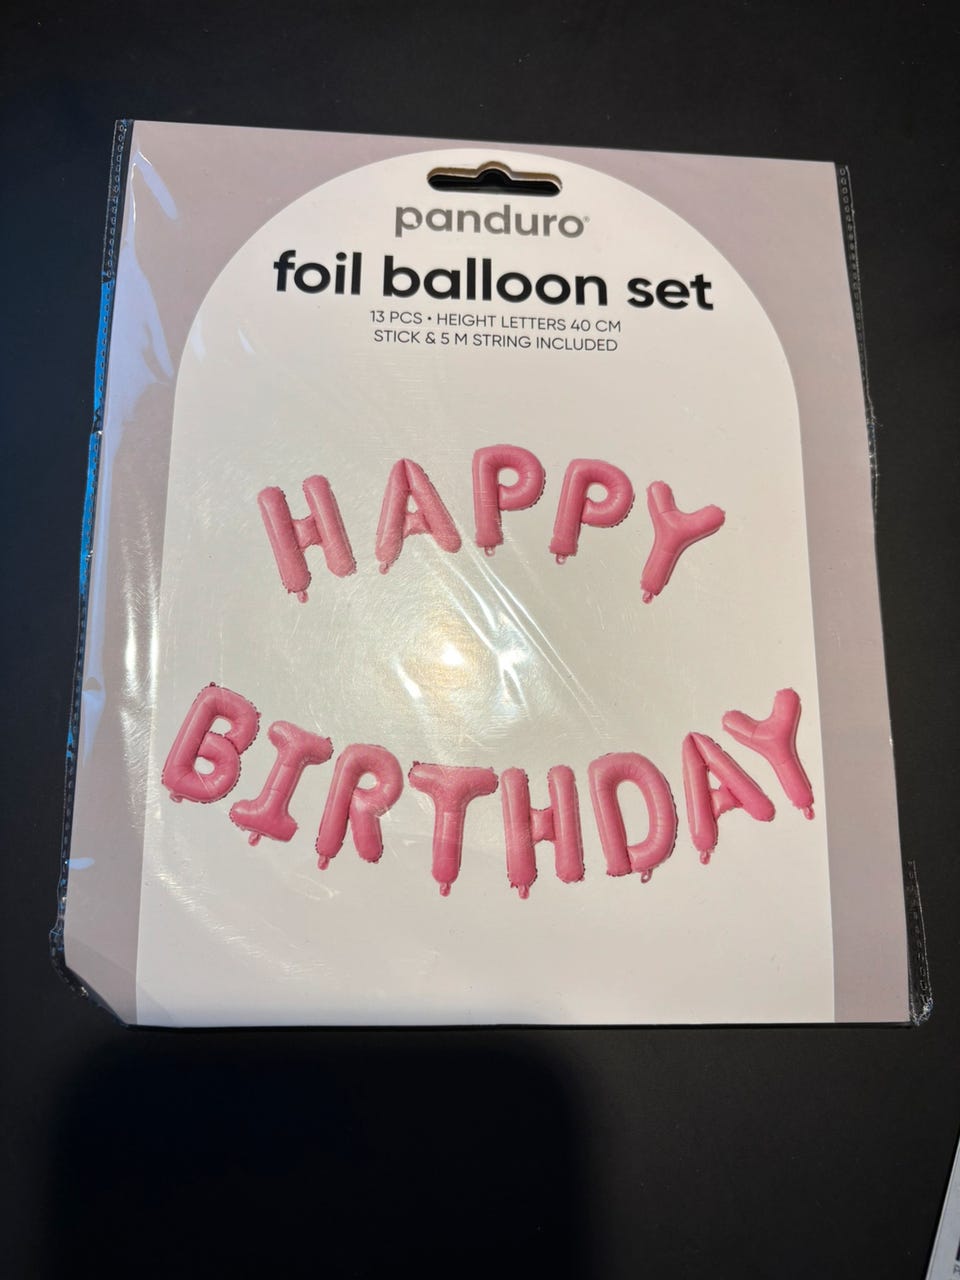 panduro®
foil balloon set
13 PCS • HEIGHT LETTERS 40 CM
STICK & 5 M STRING INCLUDED
HAPPY
BIRTHDAY